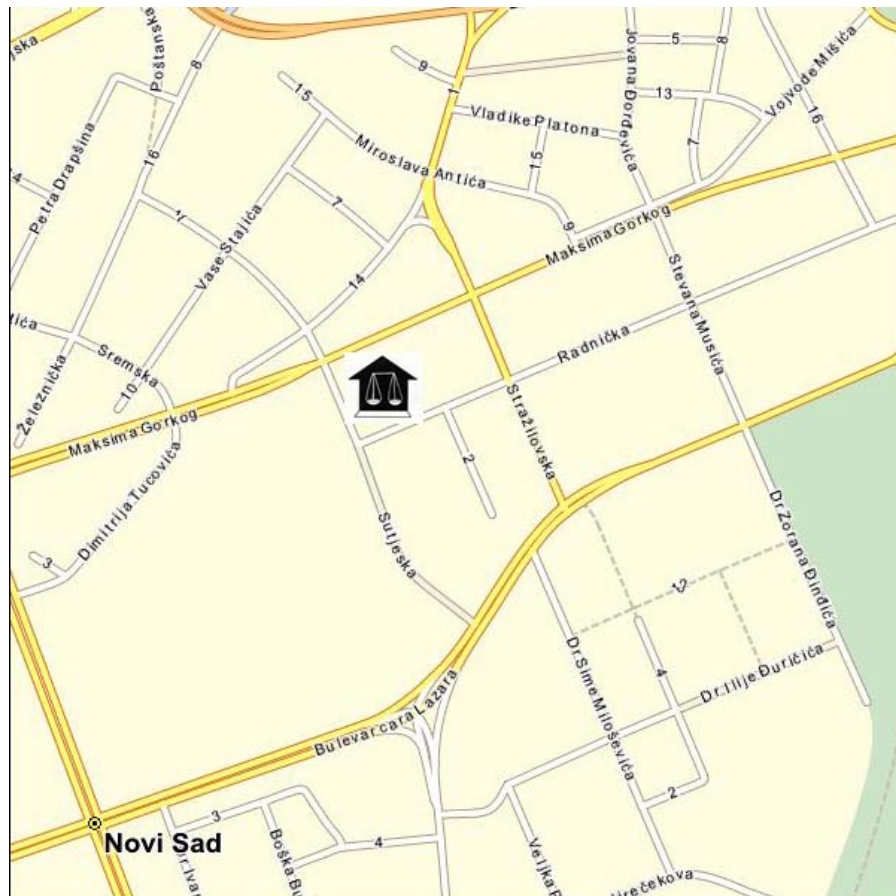 Poštanska
8
5
8
9
1
Jovana Đorđevića
Vojvode Mišića
15
13
16
Vladike Platona
Petra Drapšina
16
Miroslava Antića
15
7
7
Vase Stajića
9
Maksima Gorkog
14
Stevana Musića
Radnička
Sremska
Železnička
10
Maksima Gorkog
Stražilovska
2
Dimitrija Tucovića
Sutjeska
3
Dr Zorana Đinđića
12
Dr Sime Miloševića
4
Dr Ilije Đuričića
Bulevar cara Lazara
2
3
4
Novi Sad